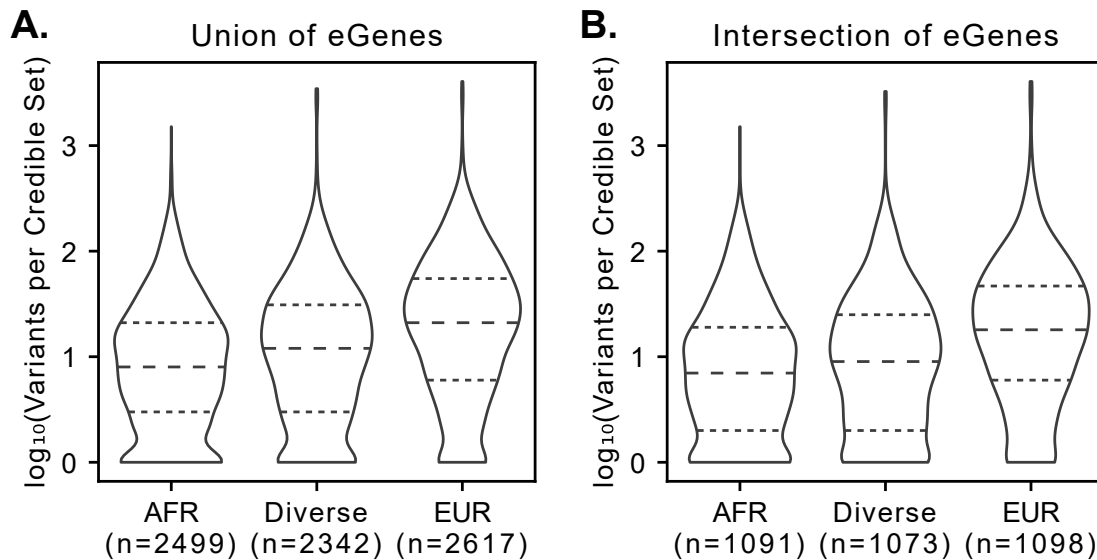 A.
Union of eGenes
log₁₀(Variants per Credible Set)
3
2
1
0
AFR
(n=2499)
Diverse
(n=2342)
EUR
(n=2617)
B.
Intersection of eGenes
log₁₀(Variants per Credible Set)
3
2
1
0
AFR
(n=1091)
Diverse
(n=1073)
EUR
(n=1098)